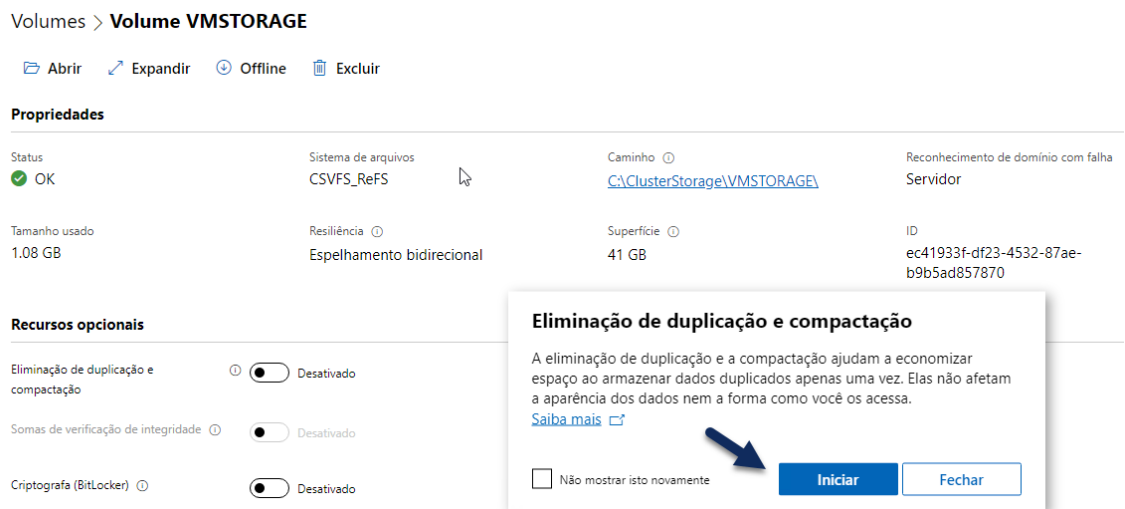 Volumes > Volume VMSTORAGE
Abrir Expandir Offline Excluir
Propriedades
Status Sistema de arquivos Caminho Reconhecimento de domínio com falha
OK CSVFS_ReFS C:\ClusterStorage\VMSTORAGE\ Servidor
Tamanho usado Resiliência Superfície ID
1.08 GB Espelhamento bidirecional 41 GB ec41933f-df23-4532-87ae-
b9b5ad857870
Recursos opcionais
Eliminação de duplicação e
compactação
Desativado
Somas de verificação de integridade Desativado
Criptografa (BitLocker) Desativado
Eliminação de duplicação e compactação
A eliminação de duplicação e a compactação ajudam a economizar
espaço ao armazenar dados duplicados apenas uma vez. Elas não afetam
a aparência dos dados nem a forma como você os acessa.
Saiba mais
Não mostrar isto novamente Iniciar Fechar